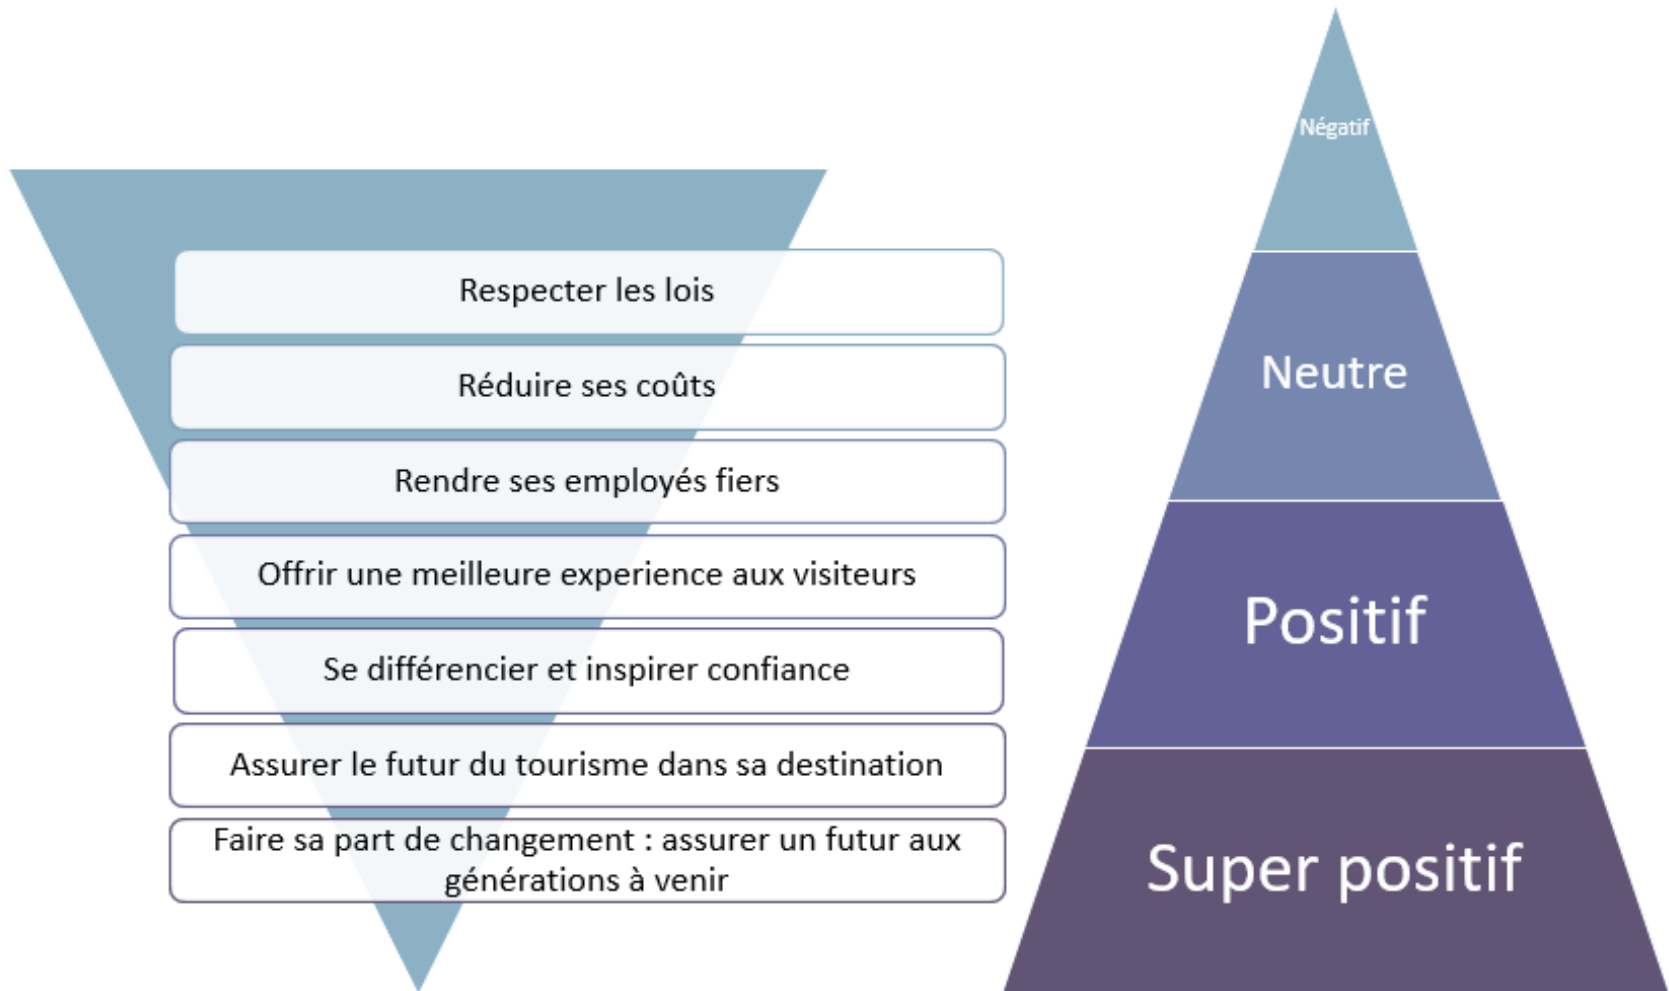 Respecter les lois
Réduire ses coûts
Rendre ses employés fiers
Offrir une meilleure experience aux visiteurs
Se différencier et inspirer confiance
Assurer le futur du tourisme dans sa destination
Faire sa part de changement : assurer un futur aux
générations à venir
Négatif
Neutre
Positif
Super positif